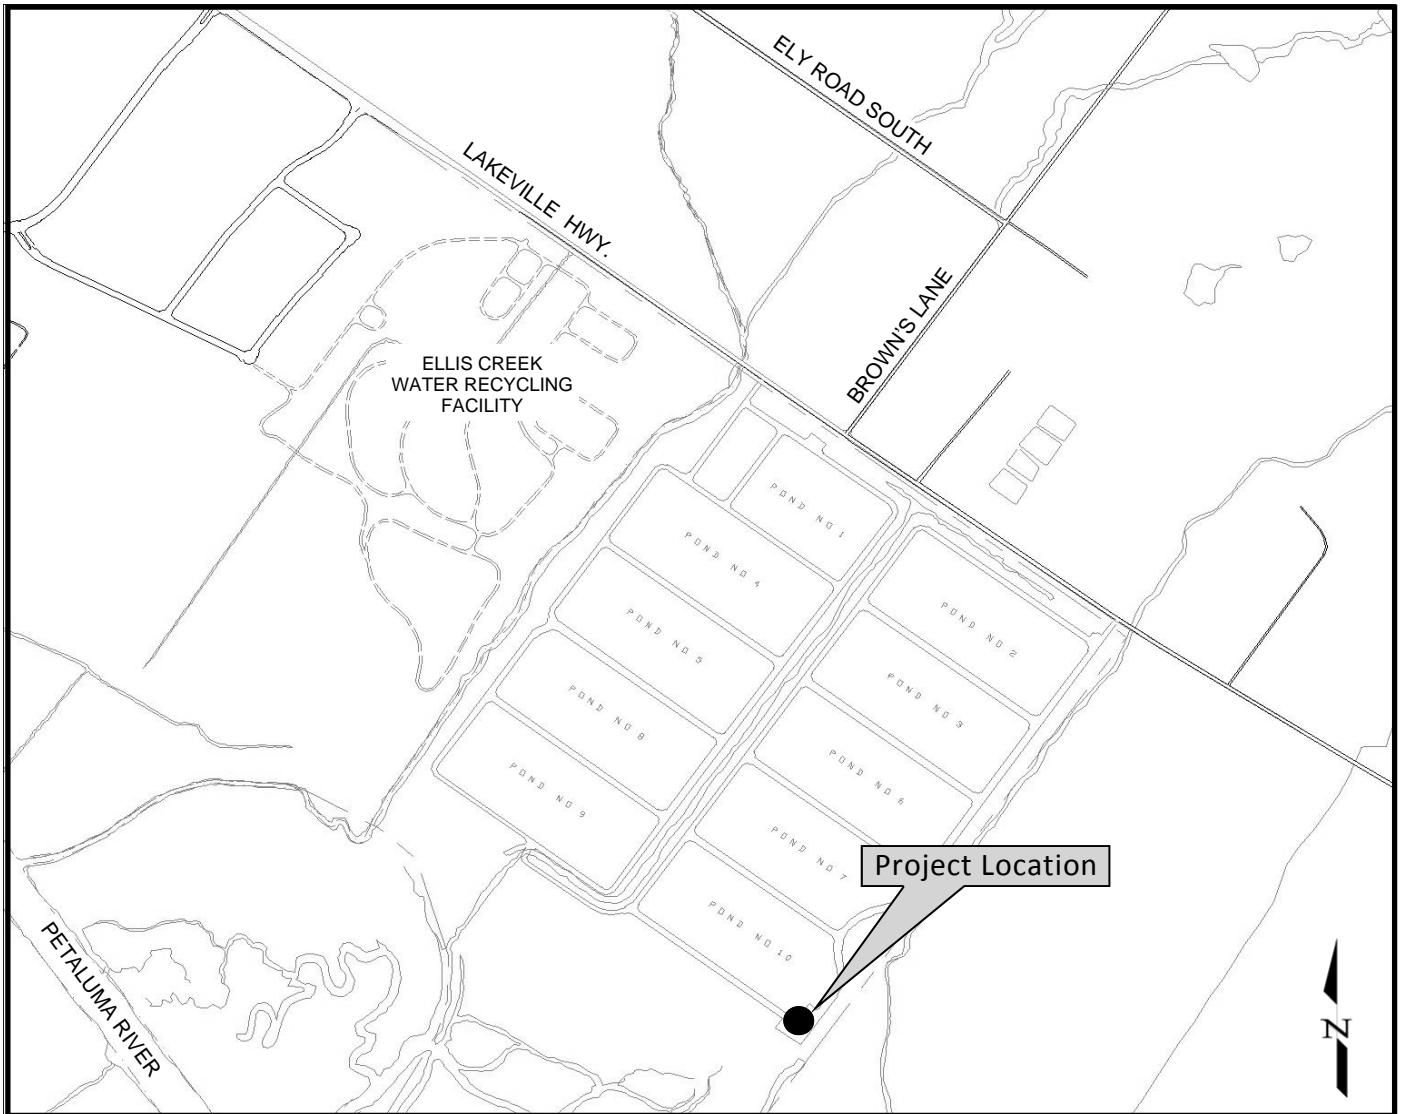 ELY ROAD SOUTH
LAKEVILLE HWY.
BROWN'S LANE
ELLIS CREEK
WATER RECYCLING
FACILITY
POND NO 1
POND NO 4
POND NO 2
POND NO 5
POND NO 3
POND NO 8
POND NO 6
POND NO 9
POND NO 7
Project Location
POND NO 10
PETALUMA RIVER
N